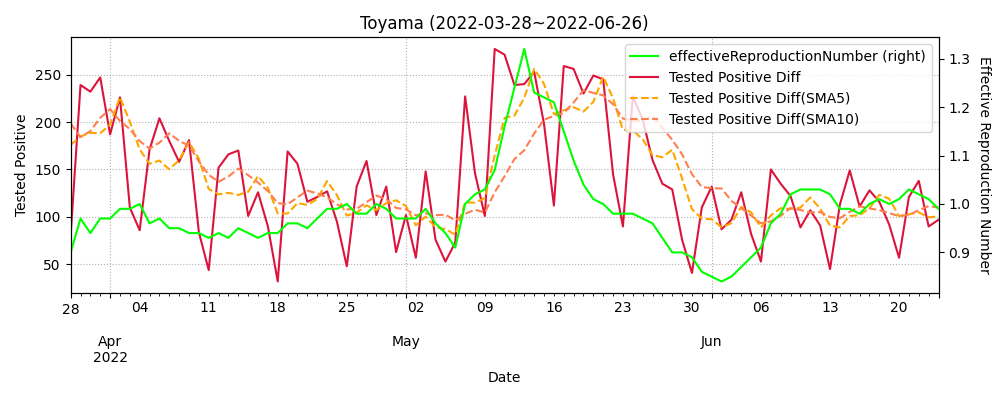 Toyama (2022-03-28~2022-06-26)
effectiveReproductionNumber (right)
Tested Positive Diff
Tested Positive Diff(SMA5)
Tested Positive Diff(SMA10)
Tested Positive
250
200
150
100
50
1.3
1.2
1.1
1.0
0.9
Effective Reproduction Number
28 04 11 18 25 02 09 16 23 30 06 13 20
Apr May Jun
2022
Date